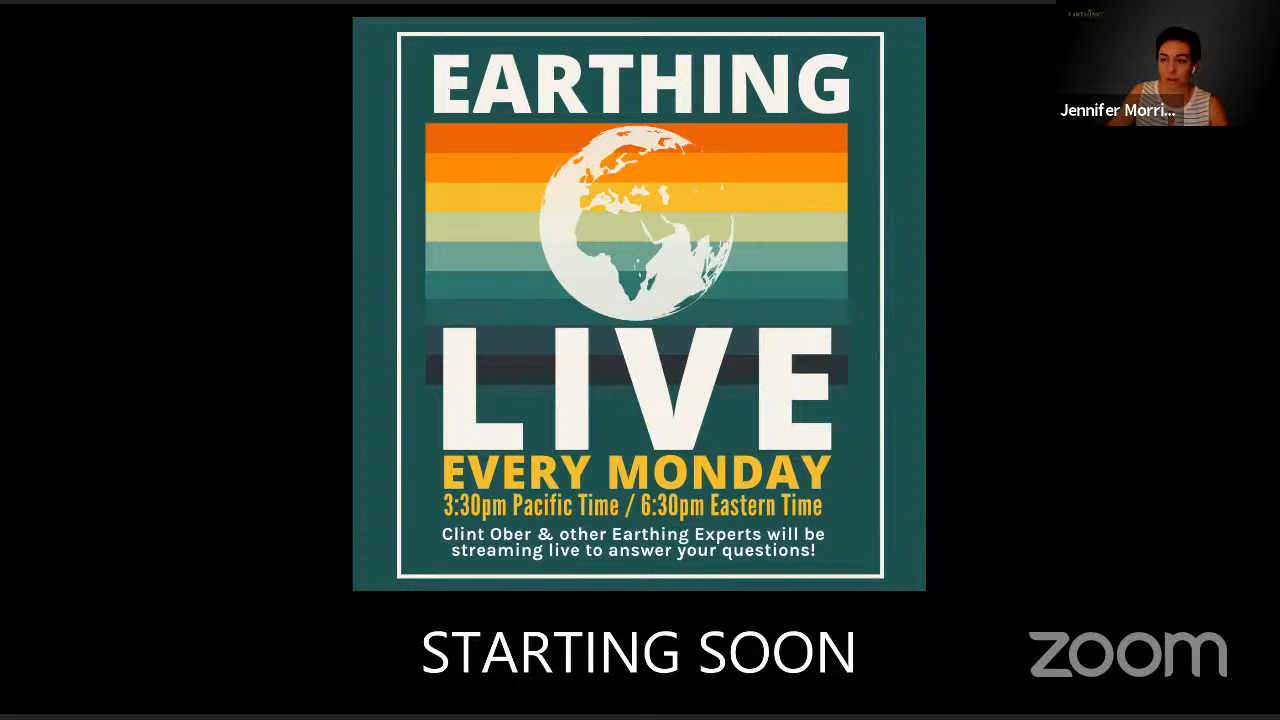 EARTHING
LIVE
EVERY MONDAY
3:30pm Pacific Time / 6:30pm Eastern Time
Clint Ober & other Earthing Experts will be
streaming live to answer your questions!
STARTING SOON
EARTHING
Jennifer Morri...
zoom